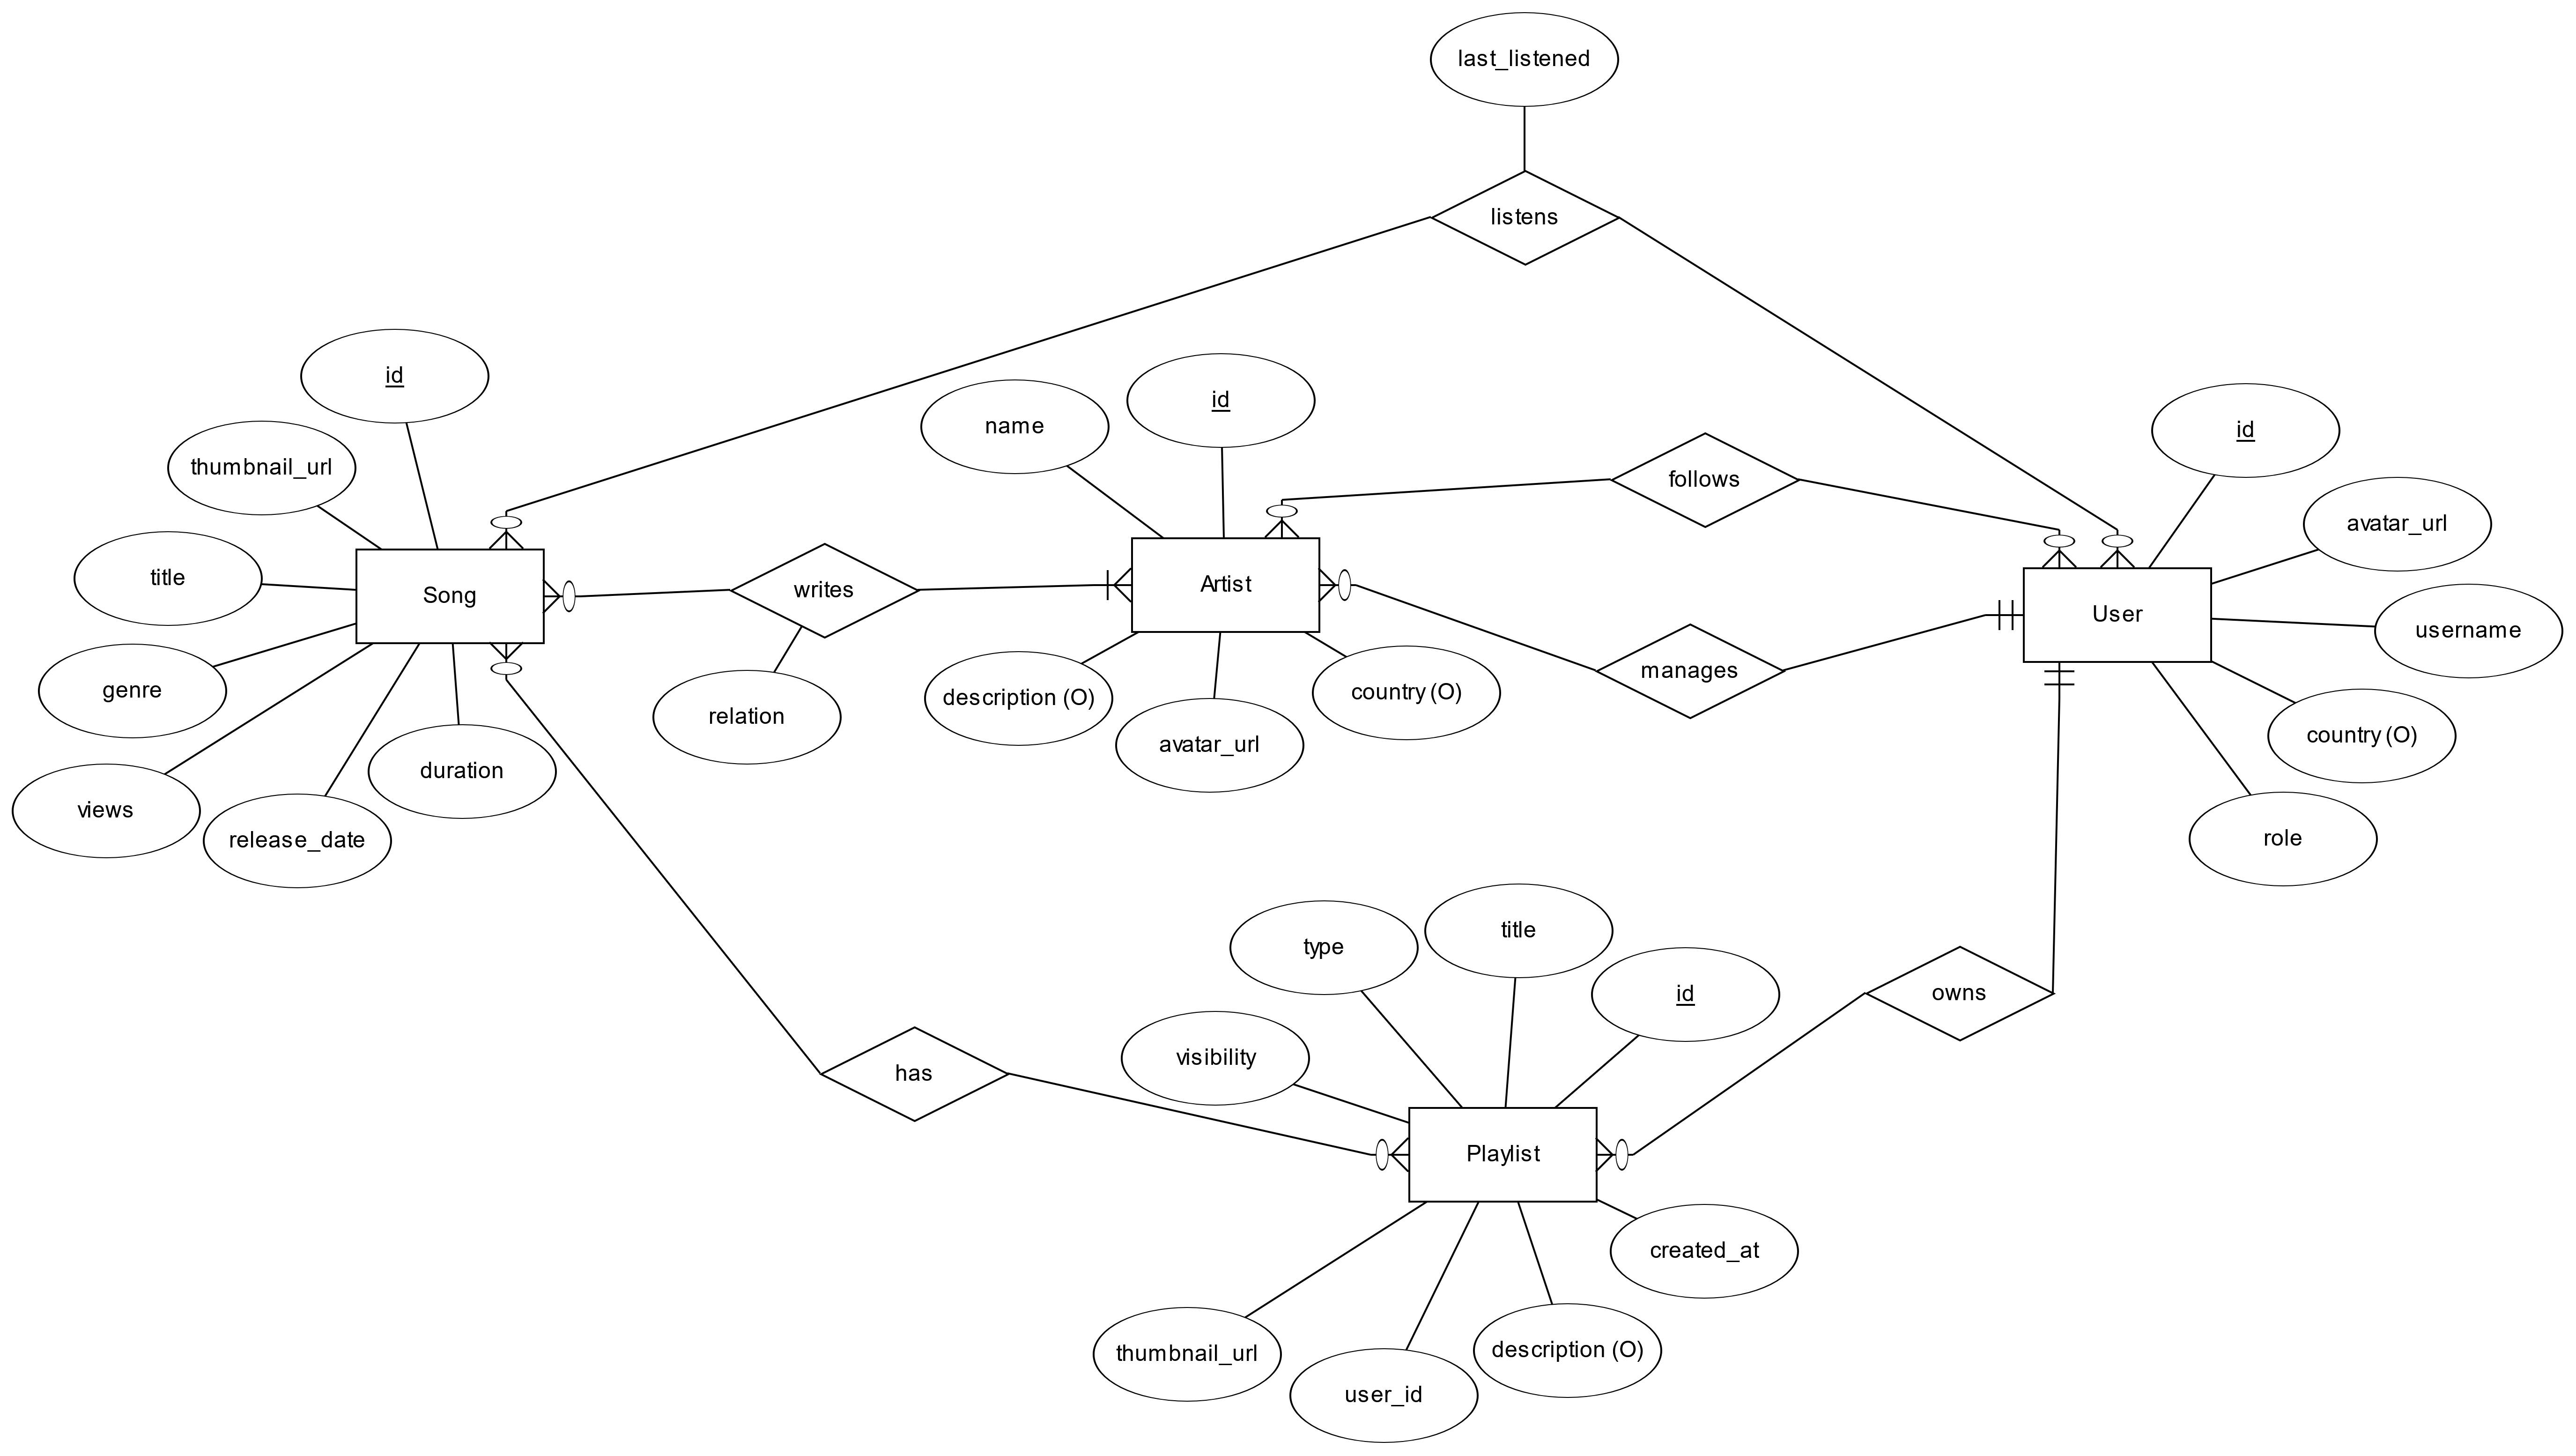 last_listened
listens
id
id
name
id
follows
thumbnail_url
avatar_url
title
writes
Artist
Song
User
username
manages
genre
relation
description (O)
country (O)
avatar_url
country (O)
duration
views
release_date
role
type
title
id
owns
visibility
has
Playlist
created_at
thumbnail_url
description (O)
user_id